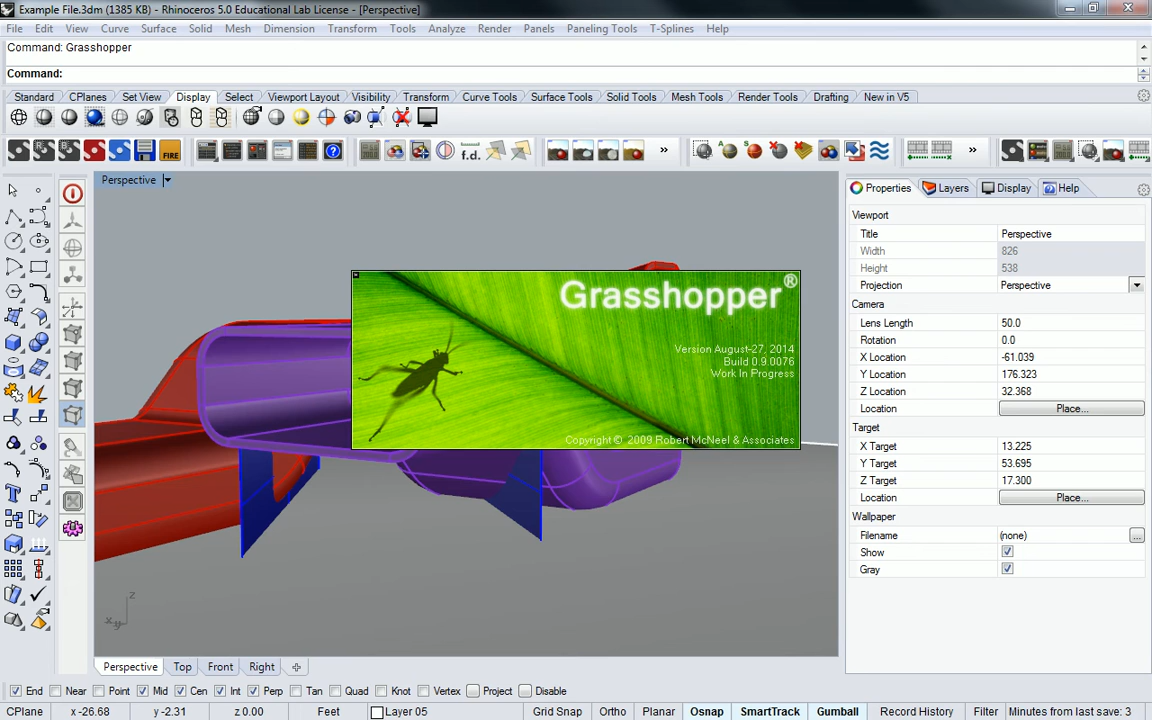 Example File.3dm (1385 KB) - Rhinoceros 5.0 Educational Lab License - [Perspective]
File Edit View Curve Surface Solid Mesh Dimension Transform Tools Analyze Render Panels Paneling Tools T-Splines Help
Command: Grasshopper
Command:
Standard CPlanes Set View Display Select Viewport Layout Visibility Transform Curve Tools Surface Tools Solid Tools Mesh Tools Render Tools Drafting New in V5
FIRE f.d. » »
Perspective
Properties Layers Display Help
Viewport
Title Perspective
Width 826
Height 538
Projection Perspective
Camera
Lens Length 50.0
Rotation 0.0
X Location -61.039
Y Location 176.323
Z Location 32.368
Location Place...
Target
X Target 13.225
Y Target 53.695
Z Target 17.300
Location Place...
Wallpaper
Filename (none) ...
Show
Gray
Grasshopper®
Version August-27, 2014
Build 0.9.0076
Work In Progress
Copyright © 2009 Robert McNeel & Associates
z
x y
Perspective Top Front Right
End Near Point Mid Cen Int Perp Tan Quad Knot Vertex Project Disable
CPlane x -26.68 y -2.31 z 0.00 Feet Layer 05 Grid Snap Ortho Planar Osnap SmartTrack Gumball Record History Filter Minutes from last save: 3